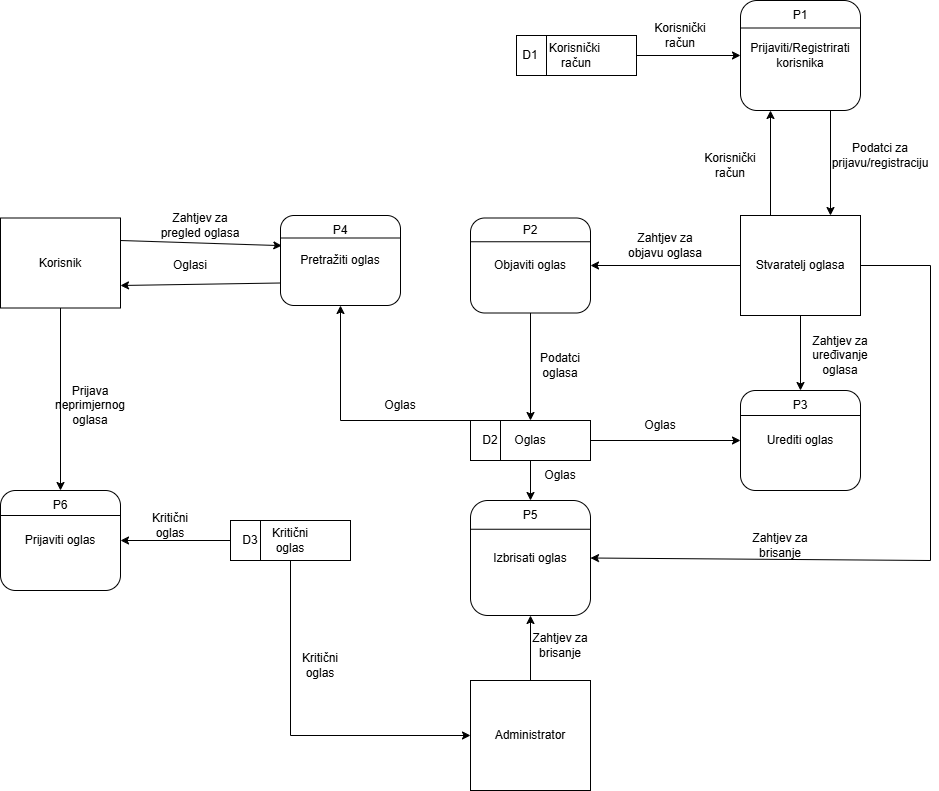 P1
Prijaviti/Registrirati
korisnika
D1
Korisnički
račun
Korisnički
račun
Korisnički
račun
Podatci za
prijavu/registraciju
Korisnik
Zahtjev za
pregled oglasa
Oglasi
P4
Pretražiti oglas
P2
Objaviti oglas
Zahtjev za
objavu oglasa
Stvaratelj oglasa
Podatci
oglasa
Zahtjev za
uređivanje
oglasa
Prijava
neprimjernog
oglasa
Oglas
D2
Oglas
Oglas
P3
Urediti oglas
Oglas
P6
Prijaviti oglas
Kritični
oglas
D3
Kritični
oglas
P5
Izbrisati oglas
Zahtjev za
brisanje
Kritični
oglas
Zahtjev za
brisanje
Administrator